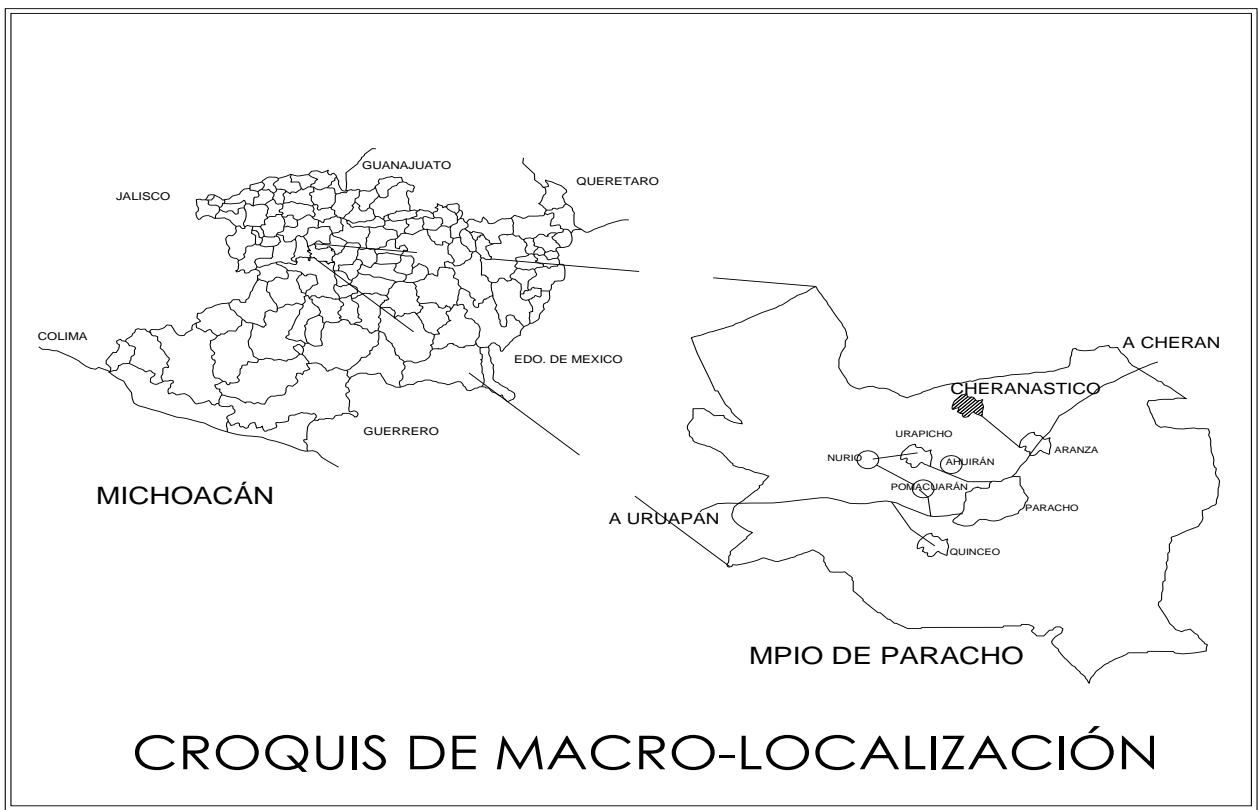 GUANAJUATO
QUERETARO
JALISCO
COLIMA
EDO. DE MEXICO
GUERRERO
MICHOACÁN
A CHERAN
CHERANASTICO
URAPICHO
ARANZA
NURIO
AHUIRÁN
POMACUARÁN
PARACHO
A URUAPAN
QUINCEO
MPIO DE PARACHO
CROQUIS DE MACRO-LOCALIZACIÓN